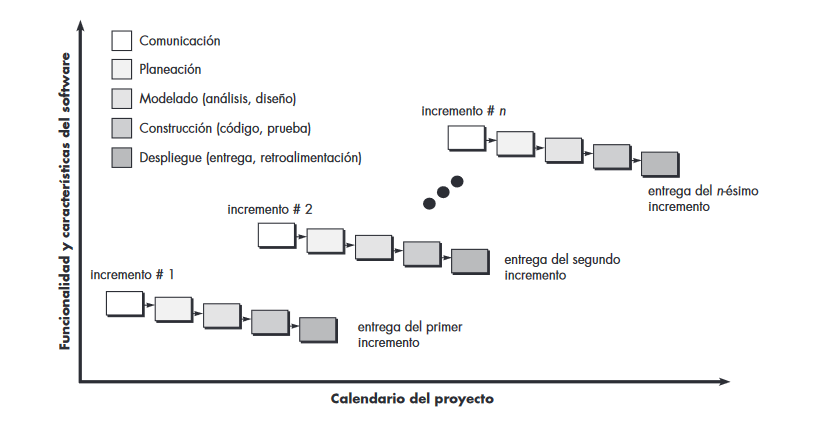 Funcionalidad y características del software
Comunicación
Planeación
Modelado (análisis, diseño)
Construcción (código, prueba)
Despliegue (entrega, retroalimentación)
incremento # n
entrega del n-ésimo
incremento
incremento # 2
entrega del segundo
incremento
incremento # 1
entrega del primer
incremento
Calendario del proyecto